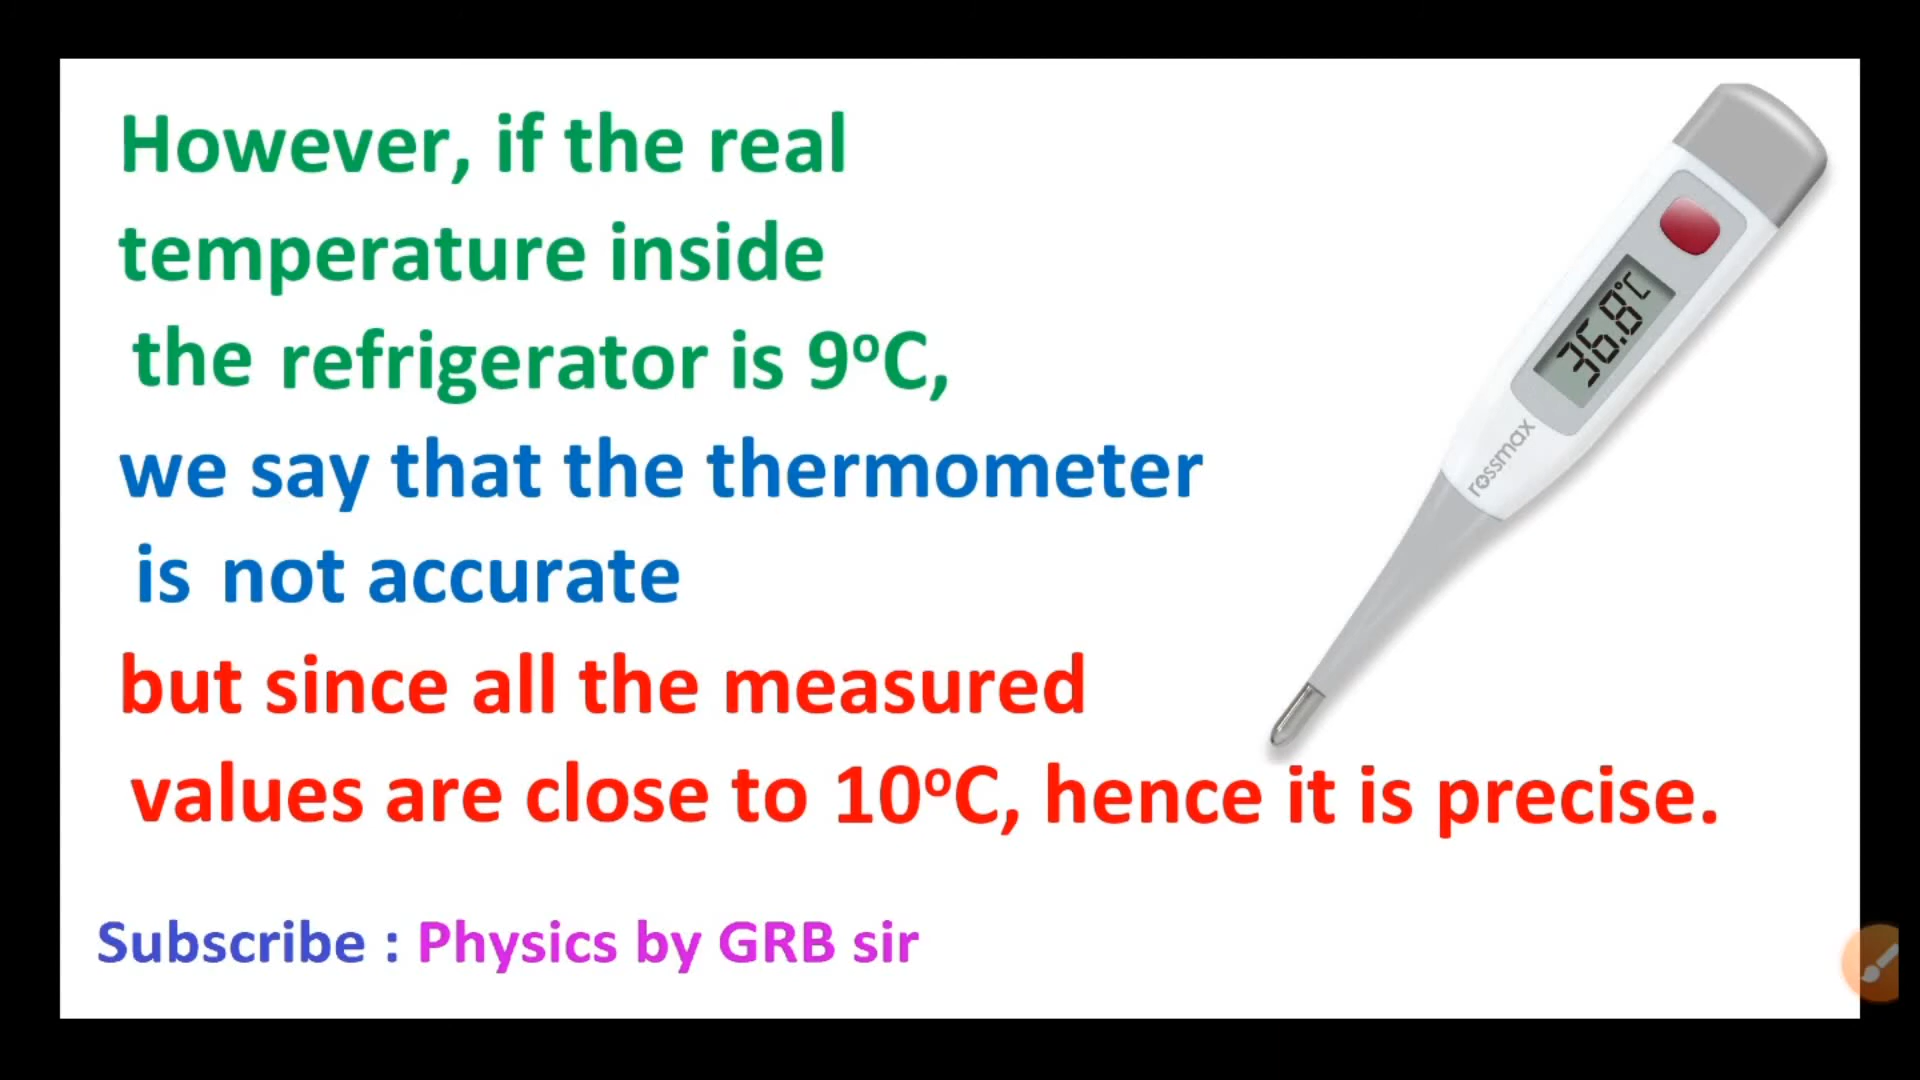 However, if the real
temperature inside
the refrigerator is 9°C,
we say that the thermometer
is not accurate
but since all the measured
values are close to 10°C, hence it is precise.
Subscribe : Physics by GRB sir
36.8°C
rossmax